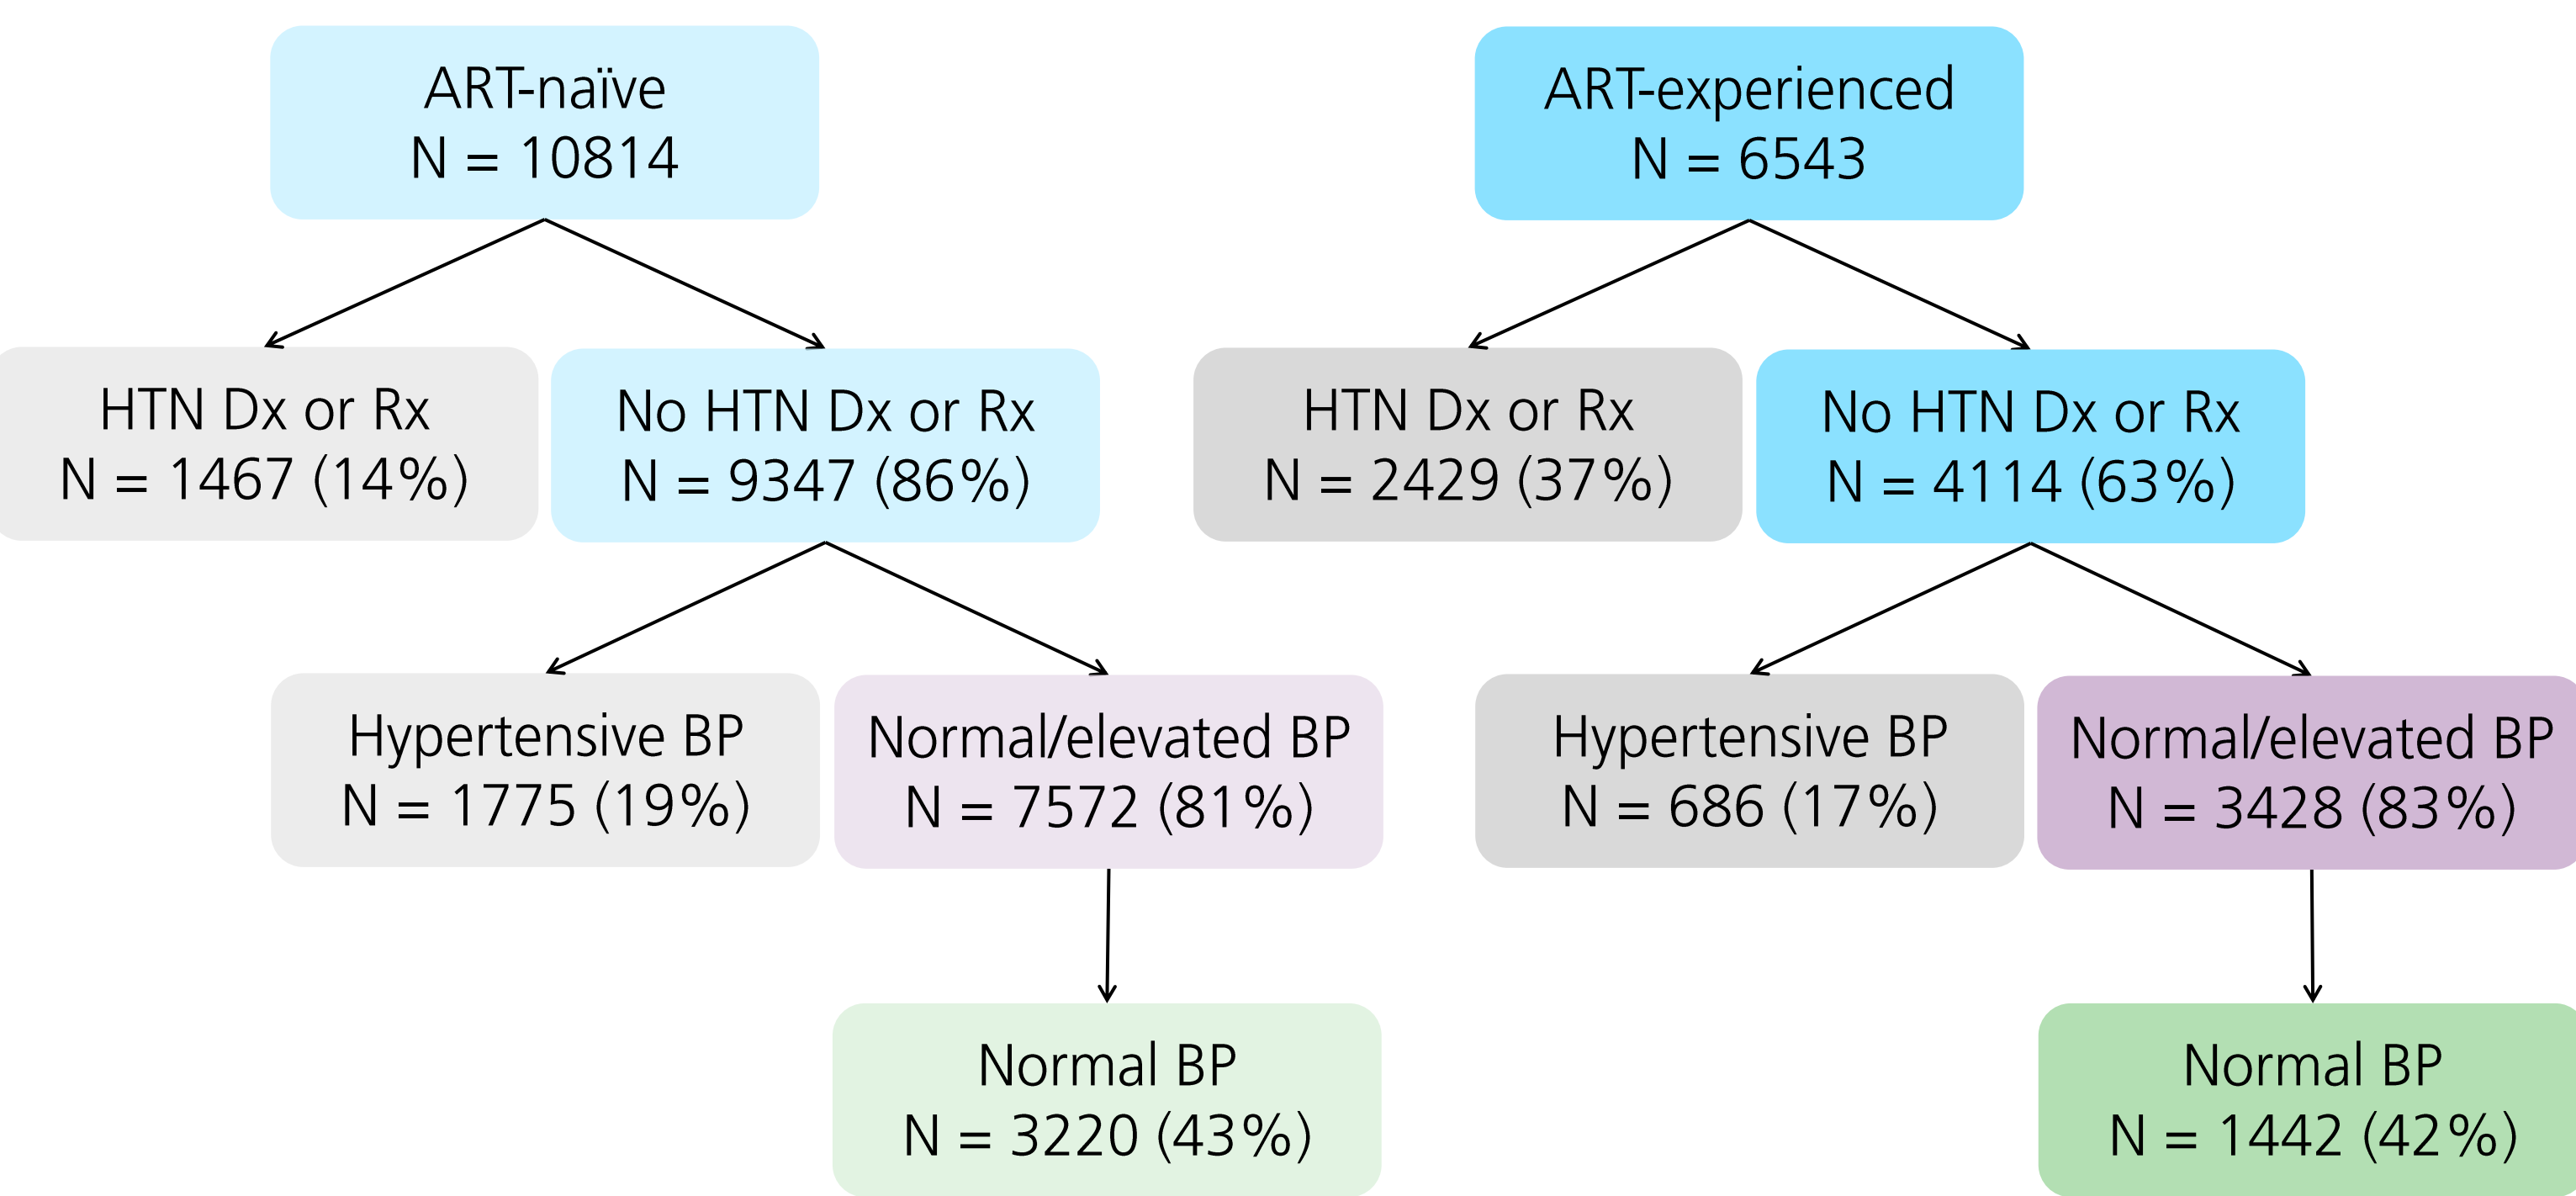 ART-naïve
N = 10814
ART-experienced
N = 6543
HTN Dx or Rx
N = 1467 (14%)
No HTN Dx or Rx
N = 9347 (86%)
HTN Dx or Rx
N = 2429 (37%)
No HTN Dx or Rx
N = 4114 (63%)
Hypertensive BP
N = 1775 (19%)
Normal/elevated BP
N = 7572 (81%)
Hypertensive BP
N = 686 (17%)
Normal/elevated BP
N = 3428 (83%)
Normal BP
N = 3220 (43%)
Normal BP
N = 1442 (42%)